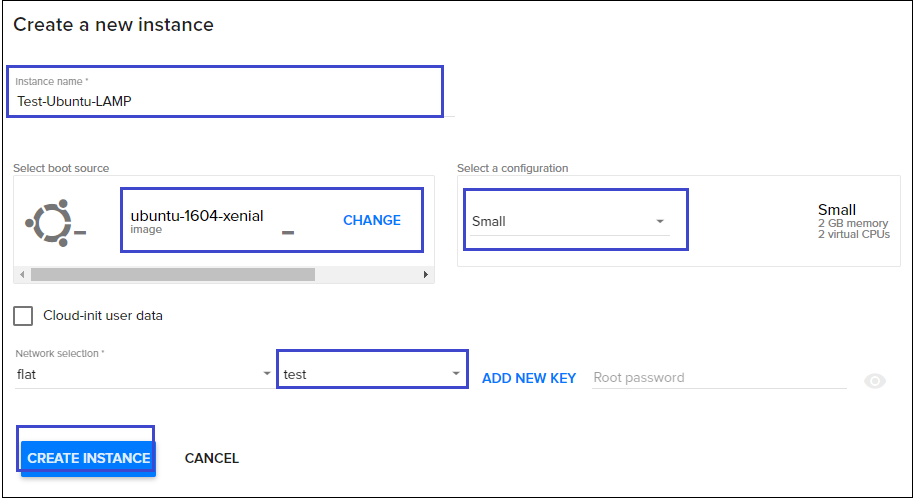 Create a new instance
Instance name *
Test-Ubuntu-LAMP
Select boot source
Select a configuration
ubuntu-1604-xenial
image
CHANGE
Small
Small
2 GB memory
2 virtual CPUs
Cloud-init user data
Network selection *
flat
test
ADD NEW KEY
Root password
CREATE INSTANCE
CANCEL